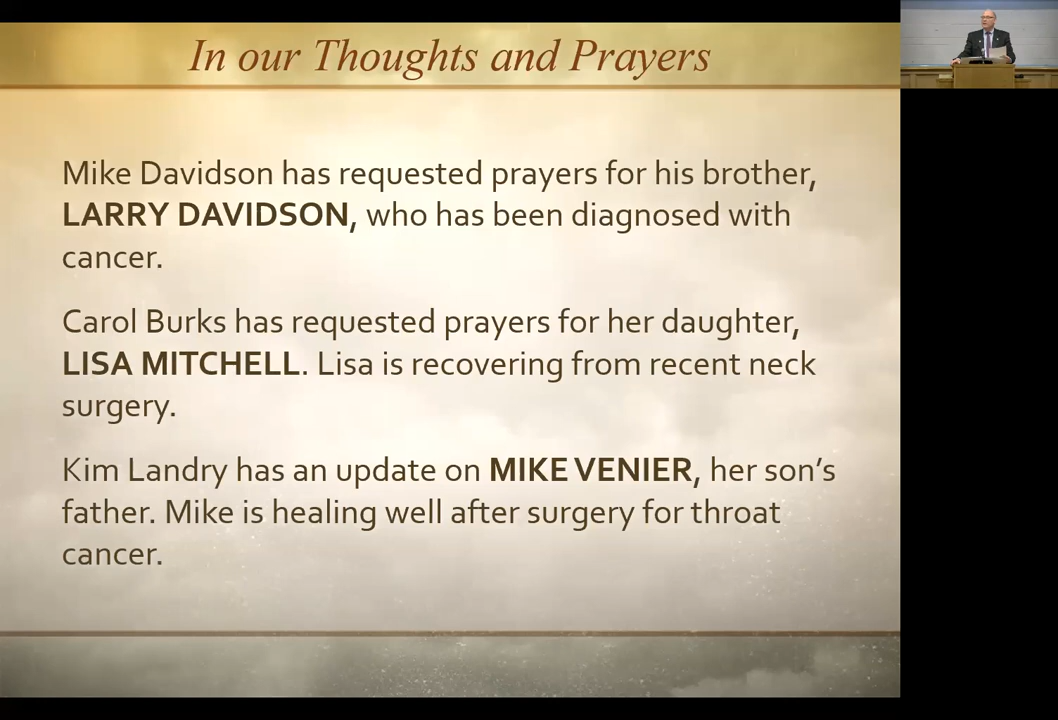 In our Thoughts and Prayers
Mike Davidson has requested prayers for his brother,
LARRY DAVIDSON, who has been diagnosed with
cancer.
Carol Burks has requested prayers for her daughter,
LISA MITCHELL. Lisa is recovering from recent neck
surgery.
Kim Landry has an update on MIKE VENIER, her son’s
father. Mike is healing well after surgery for throat
cancer.